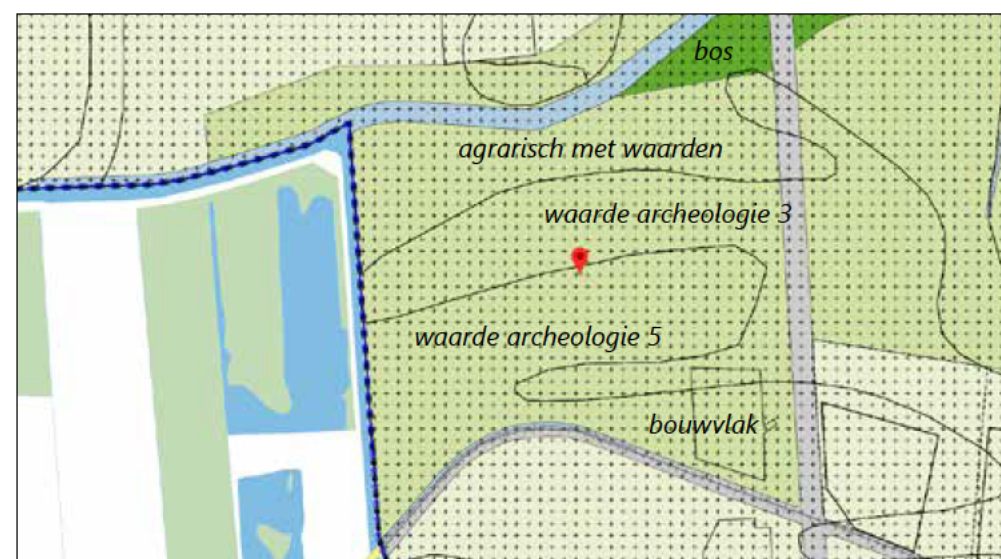 bos
agrarisch met waarden
waarde archeologie 3
waarde archeologie 5
bouwvlak